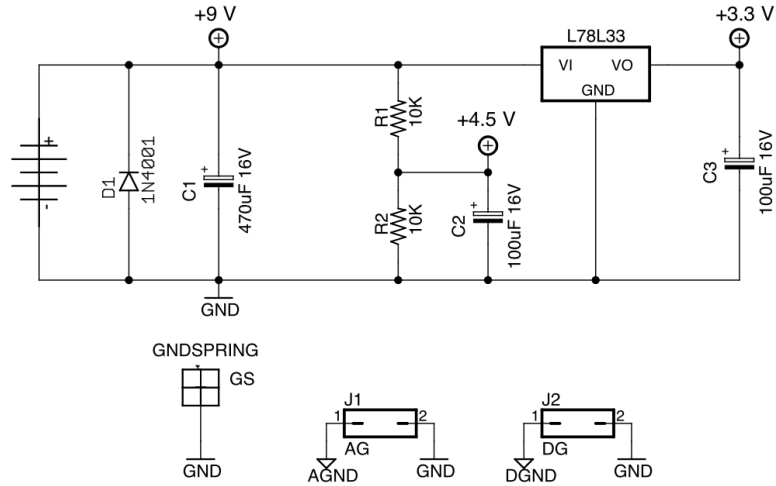 +9 V
+3.3 V
L78L33
VI
VO
GND
+4.5 V
R1
10K
+
-
D1
1N4001
+
C1
470uF 16V
R2
10K
+
C2
100uF 16V
+
C3
100uF 16V
GND
GNDSPRING
GS
GND
J1
1
2
AG
AGND
GND
J2
1
2
DG
DGND
GND